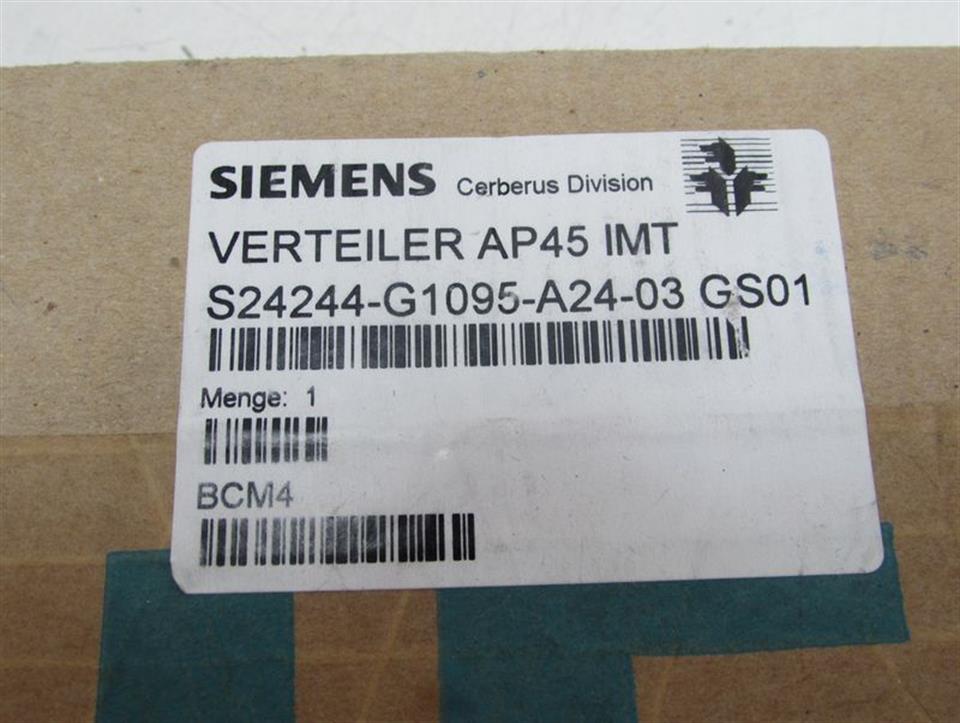 SIEMENS Cerberus Division
VERTEILER AP45 IMT
S24244-G1095-A24-03 GS01
Menge: 1
BCM4